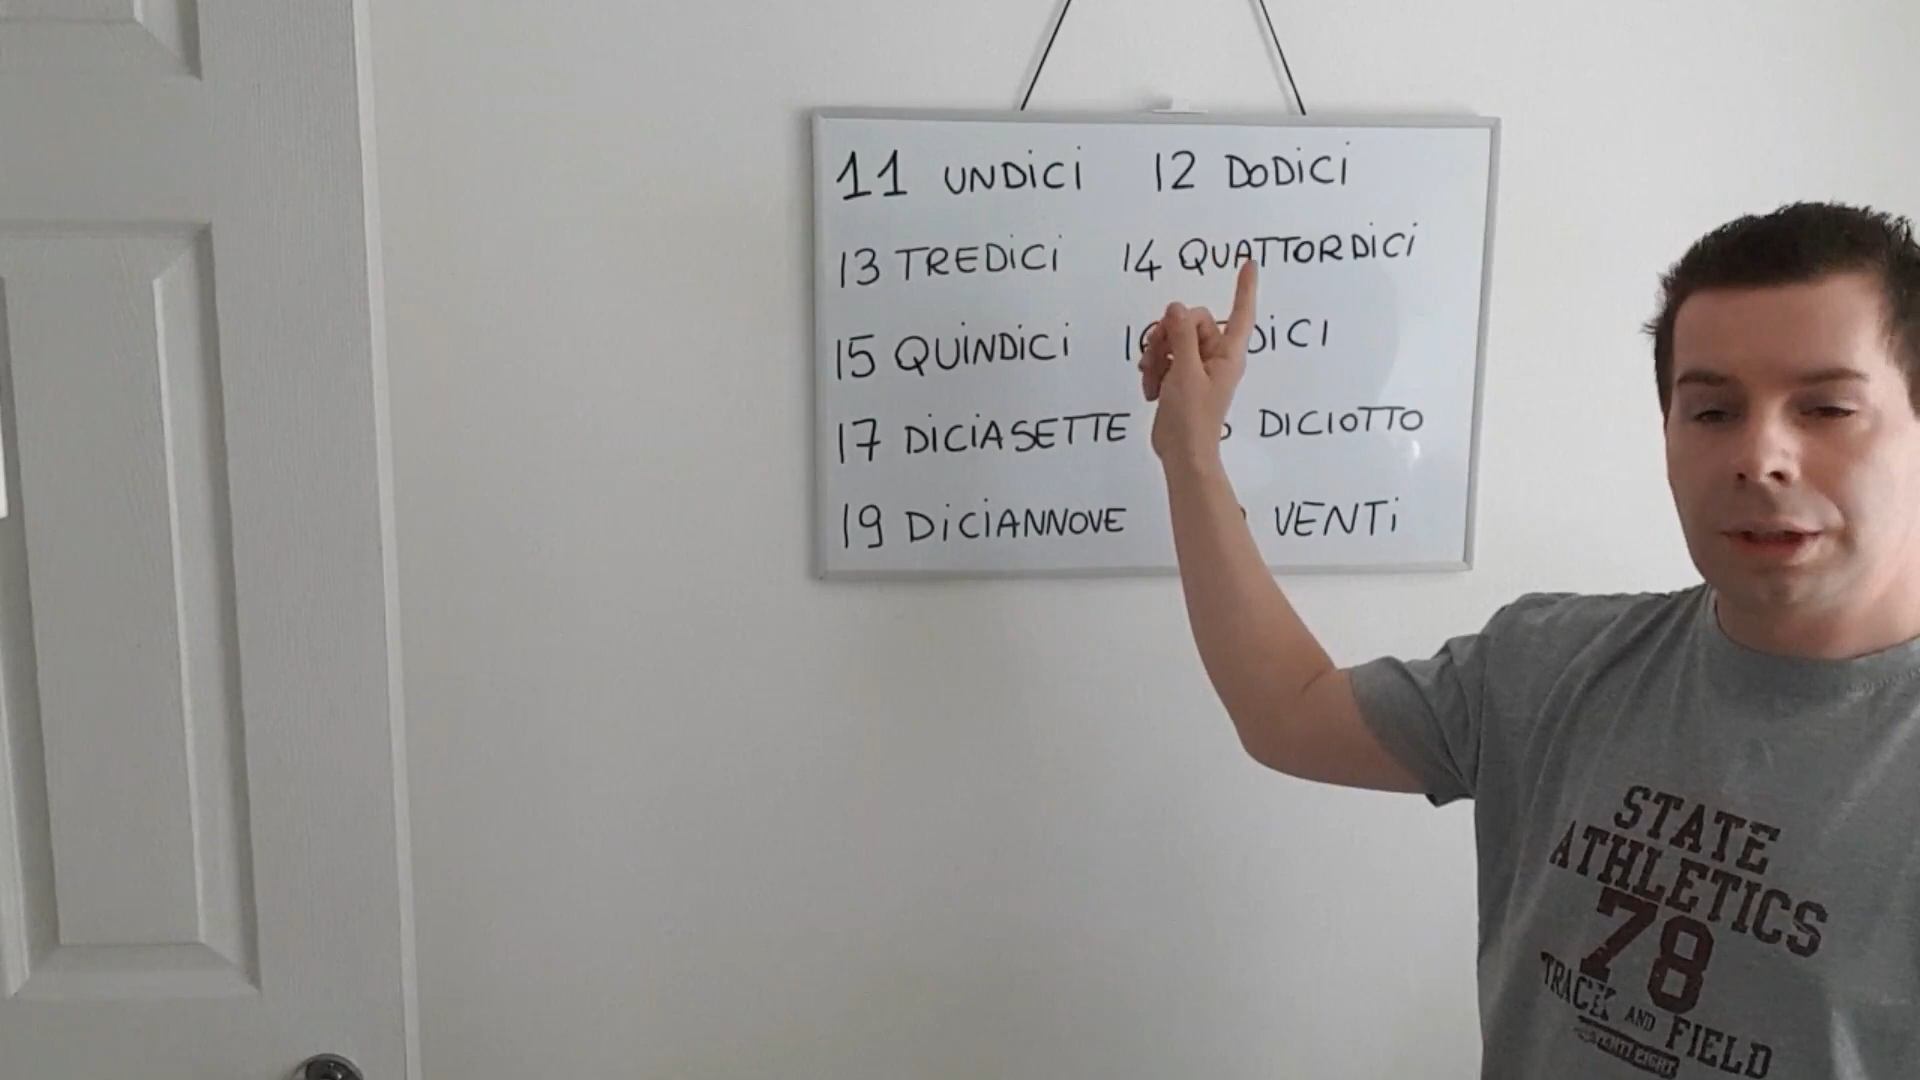 11 UNDiCi 12 DODiCi
13 TREDiCi 14 QUATTORDiCi
15 QUiNDiCi DiCI
17 DiCiASETTE DICIOTTO
19 DiCiANNOVE VENTi
STATE
ATHLETICS
78
TRACK AND FIELD